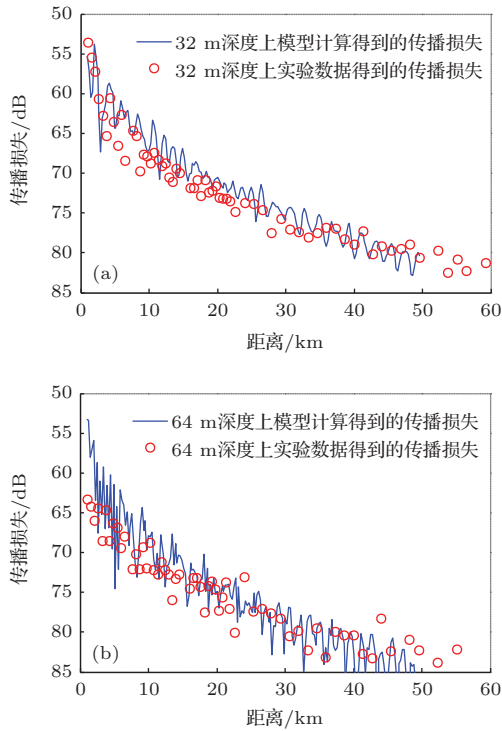 50
55
60
65
70
75
80
85
传播损失/dB
32 m深度上模型计算得到的传播损失
32 m深度上实验数据得到的传播损失
(a)
0 10 20 30 40 50 60
距离/km
50
55
60
65
70
75
80
85
传播损失/dB
64 m深度上模型计算得到的传播损失
64 m深度上实验数据得到的传播损失
(b)
0 10 20 30 40 50 60
距离/km